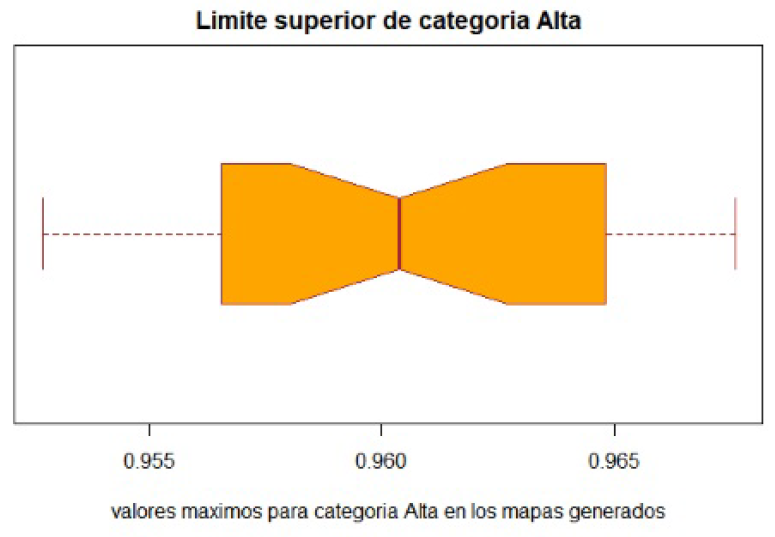 Limite superior de categoria Alta
0.955 0.960 0.965
valores maximos para categoria Alta en los mapas generados